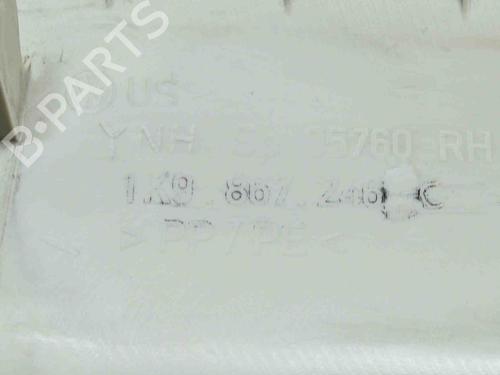 US
YNH 5760-RH
1K9.867.246 C
>PP/PE<
B-PARTS